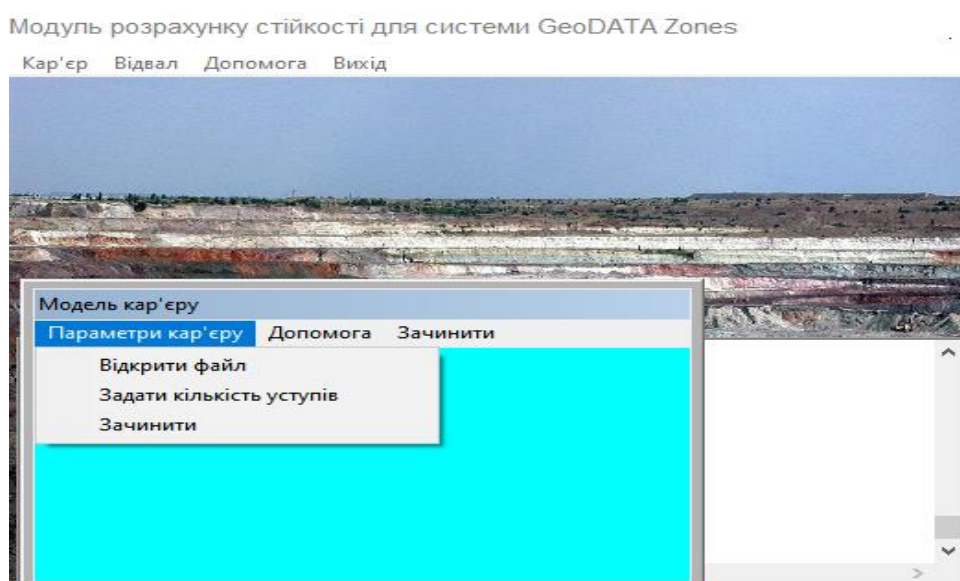 Модуль розрахунку стійкості для системи GeoDATA Zones
Кар'єр Відвал Допомога Вихід
Модель кар'єру
Параметри кар'єру Допомога Зачинити
Відкрити файл
Задати кількість уступів
Зачинити